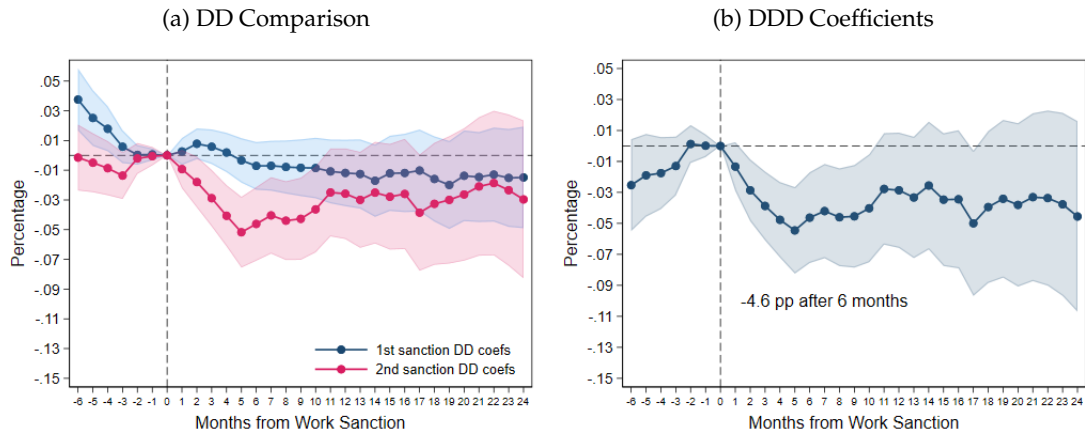 (a) DD Comparison
.05
.03
.01
-.01
-.03
-.05
-.07
-.09
-.11
-.13
-.15
Percentage
1st sanction DD coefs
2nd sanction DD coefs
-6 -5 -4 -3 -2 -1 0 1 2 3 4 5 6 7 8 9 10 11 12 13 14 15 16 17 18 19 20 21 22 23 24
Months from Work Sanction
(b) DDD Coefficients
.05
.03
.01
-.01
-.03
-.05
-.07
-.09
-.11
-.13
-.15
Percentage
-4.6 pp after 6 months
-6 -5 -4 -3 -2 -1 0 1 2 3 4 5 6 7 8 9 10 11 12 13 14 15 16 17 18 19 20 21 22 23 24
Months from Work Sanction